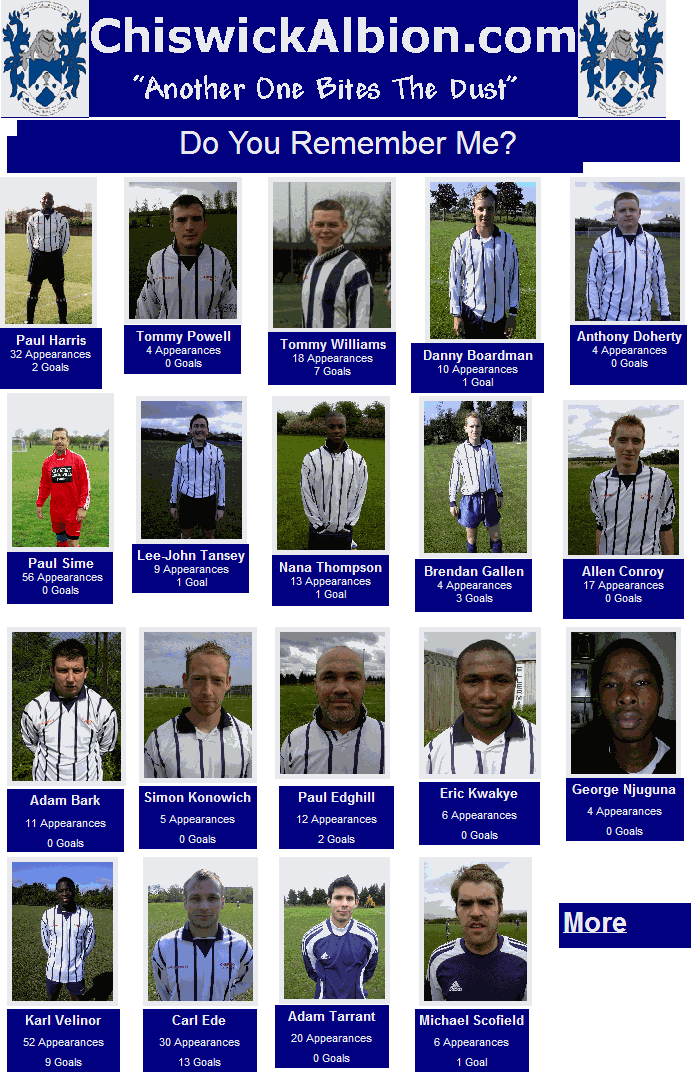 ChiswickAlbion.com
"Another One Bites The Dust"
Do You Remember Me?
Paul Harris
32 Appearances
2 Goals
Tommy Powell
4 Appearances
0 Goals
Tommy Williams
18 Appearances
7 Goals
Danny Boardman
10 Appearances
1 Goal
Anthony Doherty
4 Appearances
0 Goals
Paul Sime
56 Appearances
0 Goals
Lee-John Tansey
9 Appearances
1 Goal
Nana Thompson
13 Appearances
1 Goal
Brendan Gallen
4 Appearances
3 Goals
Allen Conroy
17 Appearances
0 Goals
Adam Bark
11 Appearances
0 Goals
Simon Konowich
5 Appearances
0 Goals
Paul Edghill
12 Appearances
2 Goals
Eric Kwakye
6 Appearances
0 Goals
George Njuguna
4 Appearances
0 Goals
Karl Velinor
52 Appearances
9 Goals
Carl Ede
30 Appearances
13 Goals
Adam Tarrant
20 Appearances
0 Goals
Michael Scofield
6 Appearances
1 Goal
More